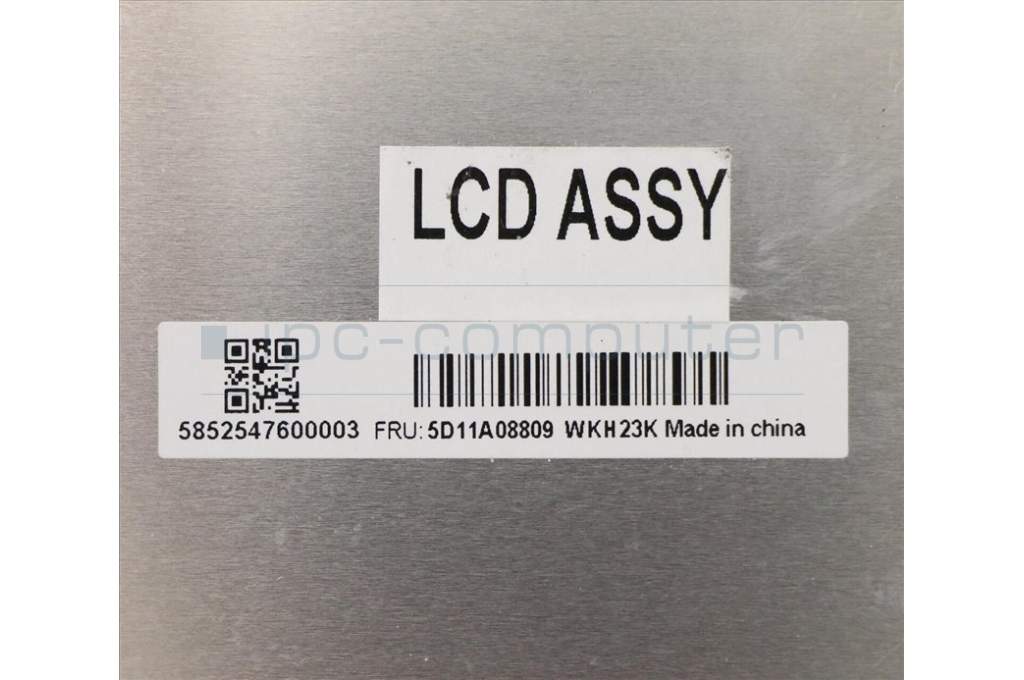 LCD ASSY
ipc-computer
5852547600003 FRU: 5D11A08809 WKH23K Made in china